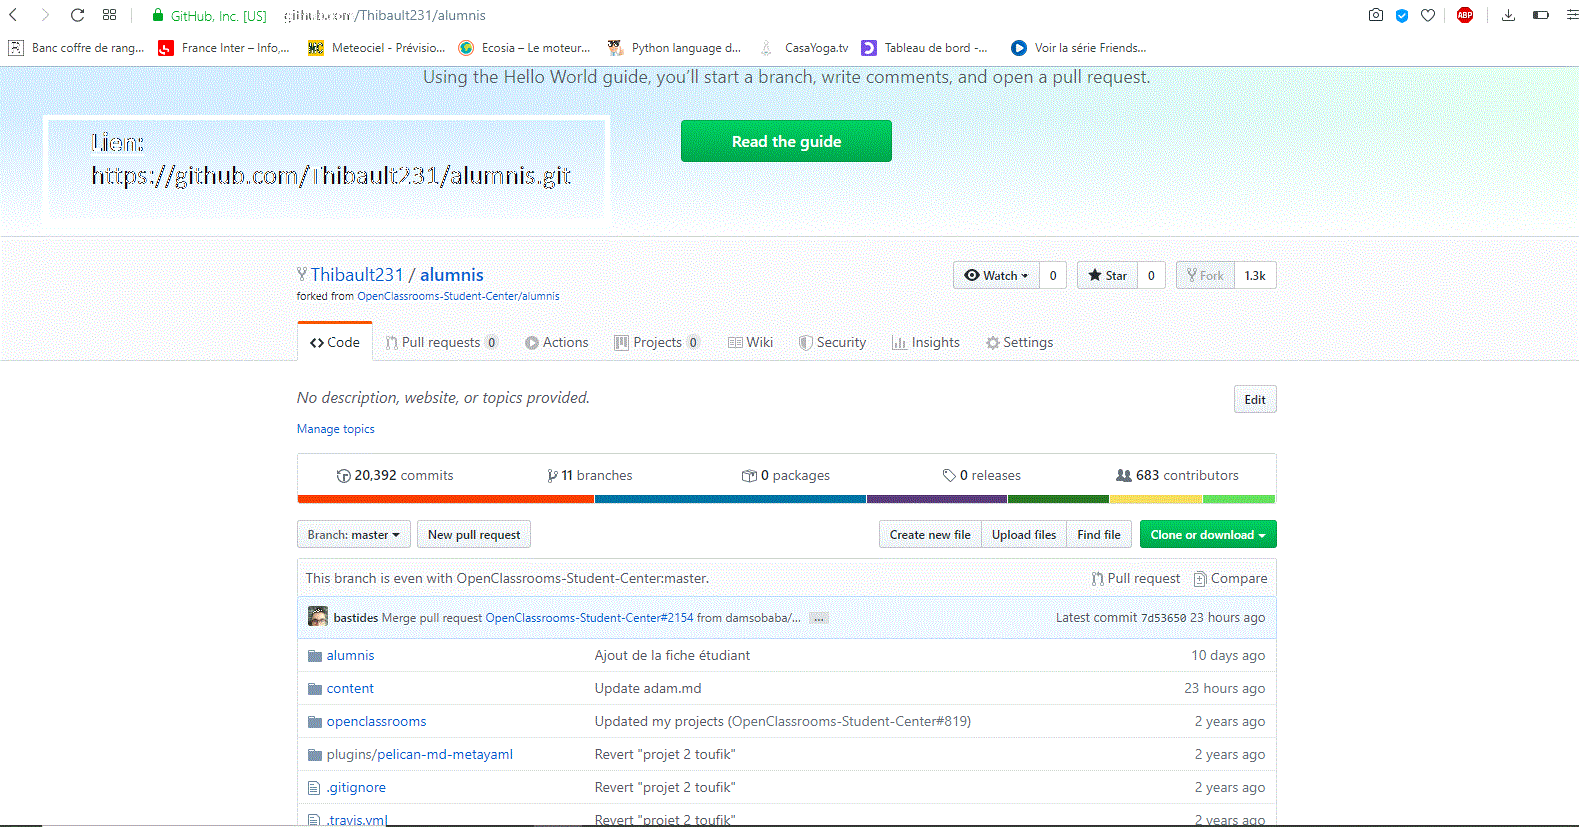 GitHub, Inc. [US] github.com/Thibault231/alumnis
ABP
Banc coffre de rang... France Inter – Info,... Meteociel - Prévisio... Ecosia – Le moteur... Python language d... CasaYoga.tv Tableau de bord -... Voir la série Friends...
Using the Hello World guide, you’ll start a branch, write comments, and open a pull request.
Lien:
https://github.com/Thibault231/alumnis.git
Read the guide
Thibault231 / alumnis
forked from OpenClassrooms-Student-Center/alumnis
Watch 0 Star 0 Fork 1.3k
Code Pull requests 0 Actions Projects 0 Wiki Security Insights Settings
No description, website, or topics provided.
Edit
Manage topics
20,392 commits 11 branches 0 packages 0 releases 683 contributors
Branch: master New pull request Create new file Upload files Find file Clone or download
This branch is even with OpenClassrooms-Student-Center:master. Pull request Compare
bastides Merge pull request OpenClassrooms-Student-Center#2154 from damsobaba/... ... Latest commit 7d53650 23 hours ago
alumnis Ajout de la fiche étudiant 10 days ago
content Update adam.md 23 hours ago
openclassrooms Updated my projects (OpenClassrooms-Student-Center#819) 2 years ago
plugins/pelican-md-metayaml Revert "projet 2 toufik" 2 years ago
.gitignore Revert "projet 2 toufik" 2 years ago
.travis.yml Revert "projet 2 toufik" 2 years ago